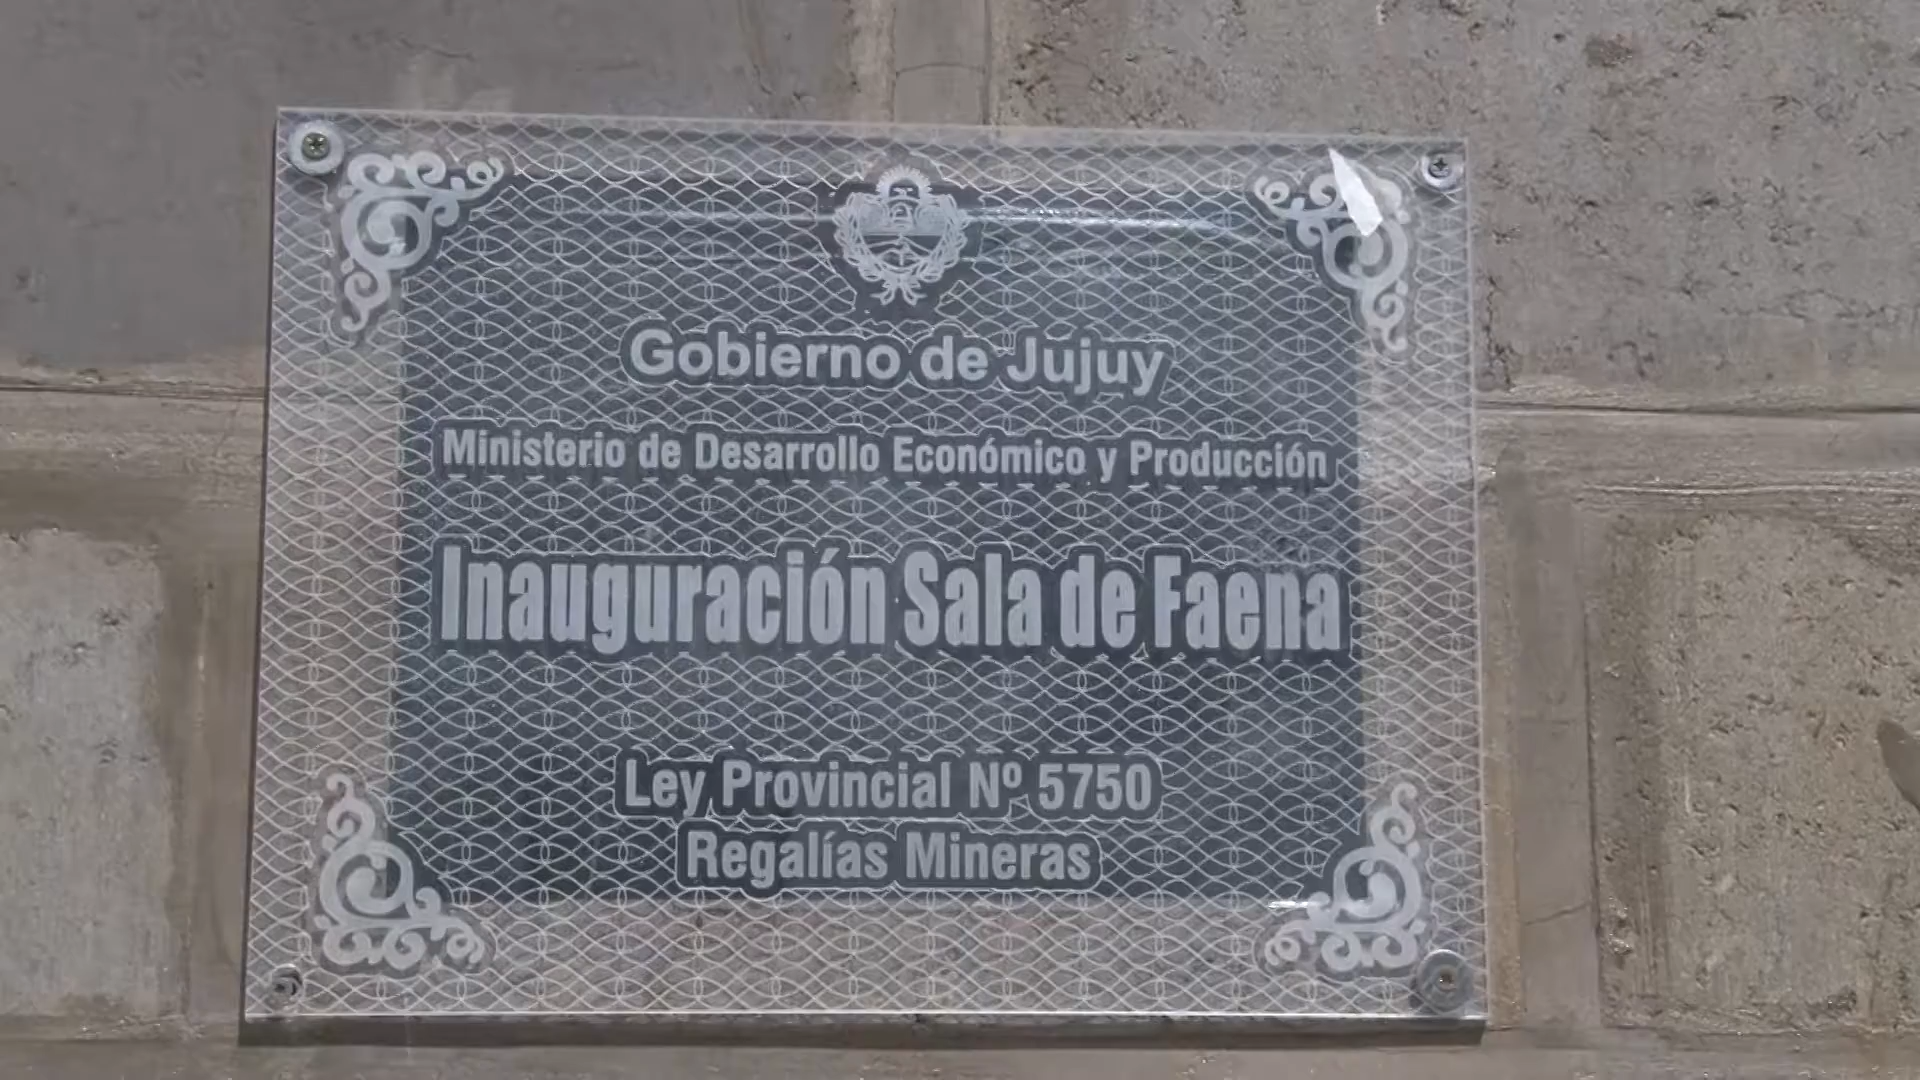 Gobierno de Jujuy
Ministerio de Desarrollo Económico y Producción
Inauguración Sala de Faena
Ley Provincial Nº 5750
Regalías Mineras